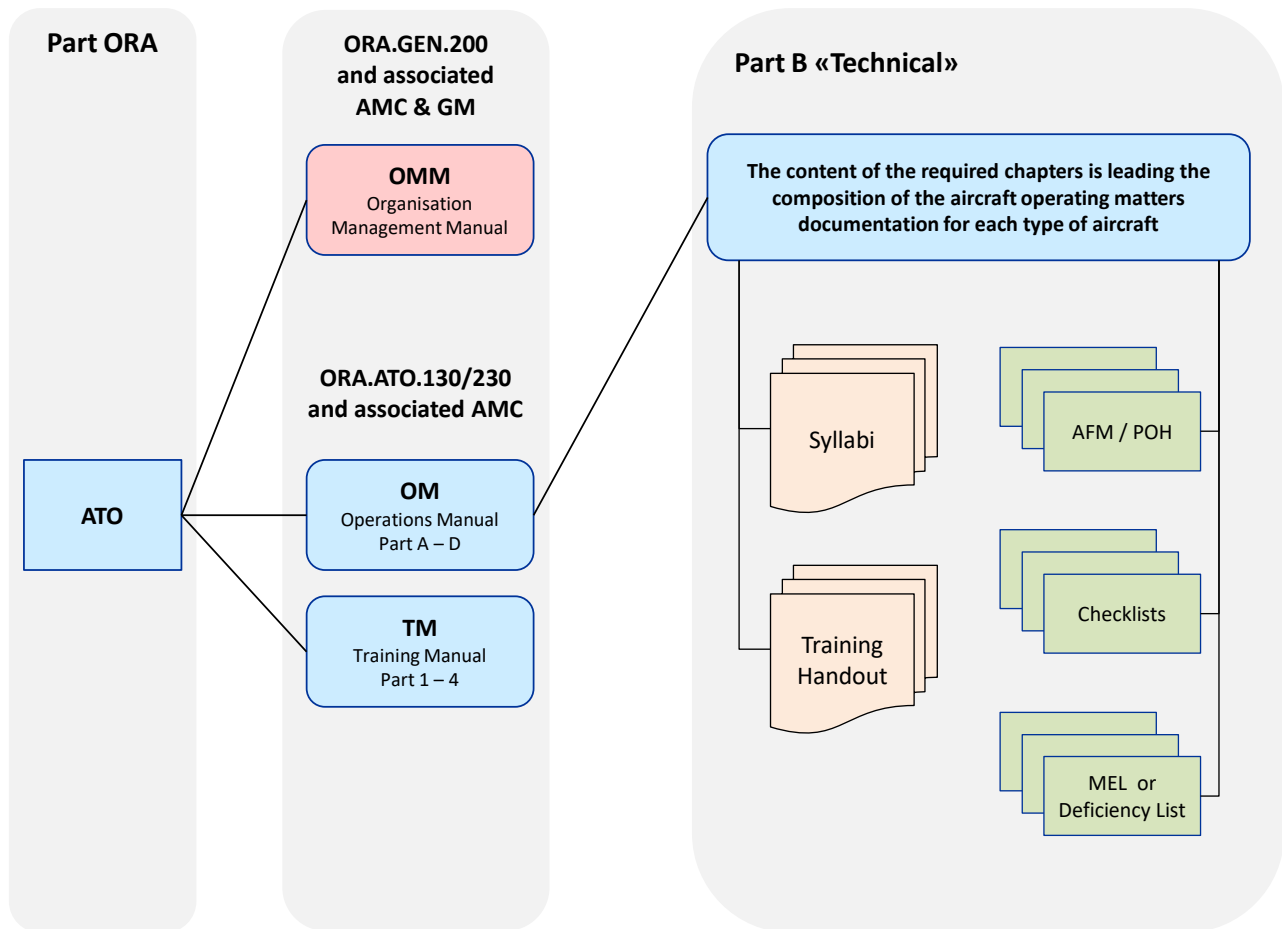 Part ORA
ATO
ORA.GEN.200
and associated
AMC & GM
OMM
Organisation
Management Manual
ORA.ATO.130/230
and associated AMC
OM
Operations Manual
Part A – D
TM
Training Manual
Part 1 – 4
Part B «Technical»
The content of the required chapters is leading the
composition of the aircraft operating matters
documentation for each type of aircraft
Syllabi
Training
Handout
AFM / POH
Checklists
MEL or
Deficiency List